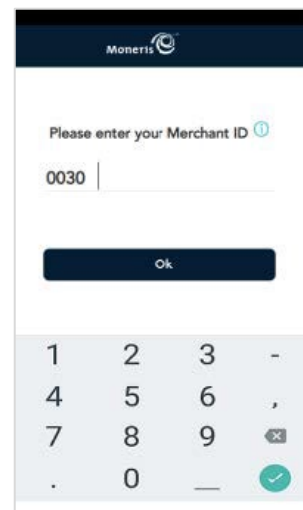 Moneris
Please enter your Merchant ID
0030
Ok
1 2 3 -
4 5 6 ,
7 8 9
. 0 _